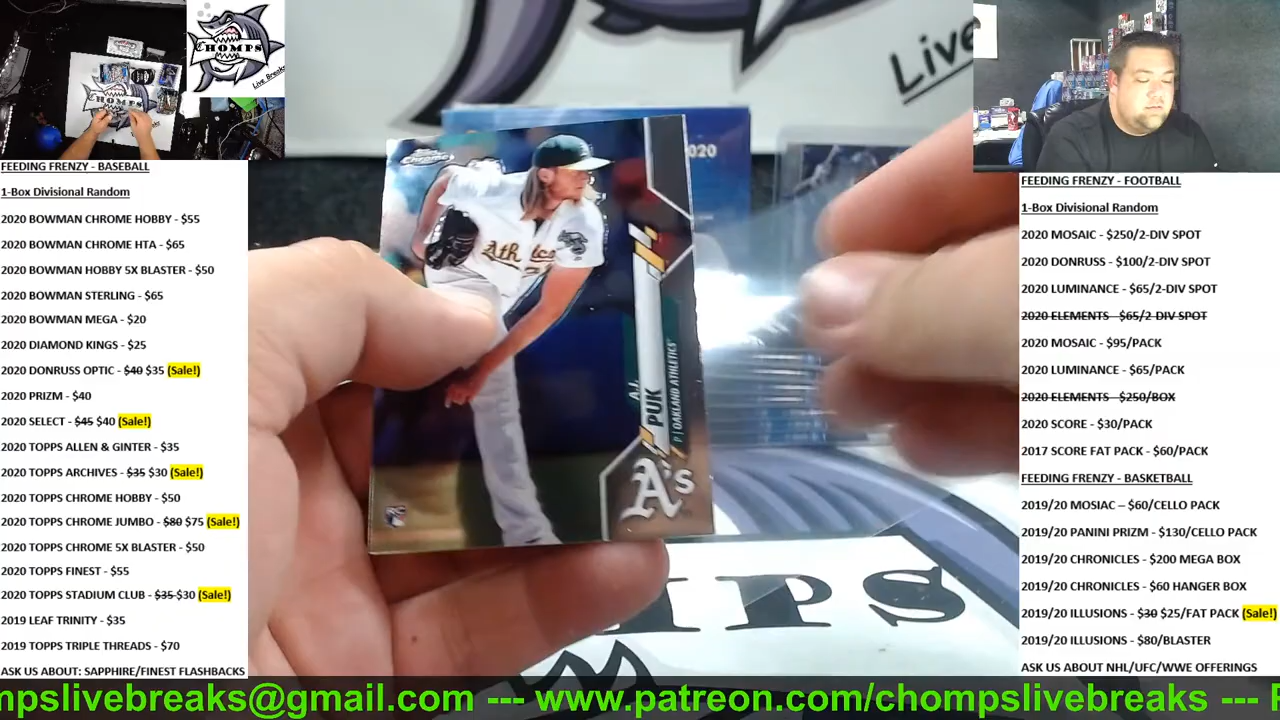 CHOMPS
Live Breaks
FEEDING FRENZY - BASEBALL
1-Box Divisional Random
2020 BOWMAN CHROME HOBBY - $55
2020 BOWMAN CHROME HTA - $65
2020 BOWMAN HOBBY 5X BLASTER - $50
2020 BOWMAN STERLING - $65
2020 BOWMAN MEGA - $20
2020 DIAMOND KINGS - $25
2020 DONRUSS OPTIC - $40 $35 (Sale!)
2020 PRIZM - $40
2020 SELECT - $45 $40 (Sale!)
2020 TOPPS ALLEN & GINTER - $35
2020 TOPPS ARCHIVES - $35 $30 (Sale!)
2020 TOPPS CHROME HOBBY - $50
2020 TOPPS CHROME JUMBO - $80 $75 (Sale!)
2020 TOPPS CHROME 5X BLASTER - $50
2020 TOPPS FINEST - $55
2020 TOPPS STADIUM CLUB - $35 $30 (Sale!)
2019 LEAF TRINITY - $35
2019 TOPPS TRIPLE THREADS - $70
ASK US ABOUT: SAPPHIRE/FINEST FLASHBACKS
Live
CHROME
2020
Athletics
A.J.
PUK
P | OAKLAND ATHLETICS
A's
MPS
CHOMPS
FEEDING FRENZY - FOOTBALL
1-Box Divisional Random
2020 MOSAIC - $250/2-DIV SPOT
2020 DONRUSS - $100/2-DIV SPOT
2020 LUMINANCE - $65/2-DIV SPOT
2020 ELEMENTS - $65/2 DIV SPOT
2020 MOSAIC - $95/PACK
2020 LUMINANCE - $65/PACK
2020 ELEMENTS - $250/BOX
2020 SCORE - $30/PACK
2017 SCORE FAT PACK - $60/PACK
FEEDING FRENZY - BASKETBALL
2019/20 MOSIAC – $60/CELLO PACK
2019/20 PANINI PRIZM - $130/CELLO PACK
2019/20 CHRONICLES - $200 MEGA BOX
2019/20 CHRONICLES - $60 HANGER BOX
2019/20 ILLUSIONS - $30 $25/FAT PACK (Sale!)
2019/20 ILLUSIONS - $80/BLASTER
ASK US ABOUT NHL/UFC/WWE OFFERINGS
mpslivebreaks@gmail.com --- www.patreon.com/chompslivebreaks ---